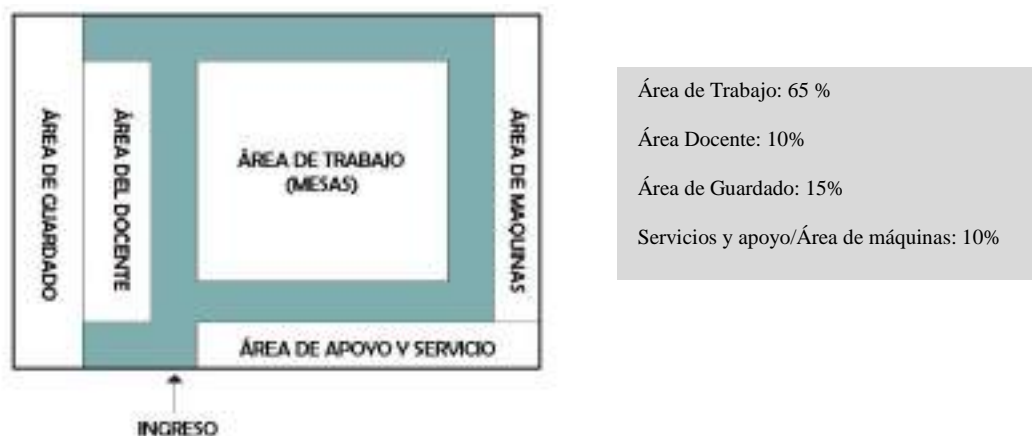 ÁREA DE GUARDADO
ÁREA DEL DOCENTE
ÁREA DE TRABAJO
(MESAS)
ÁREA DE MAQUINAS
ÁREA DE APOYO Y SERVICIO
INGRESO
Área de Trabajo: 65 %
Área Docente: 10%
Área de Guardado: 15%
Servicios y apoyo/Área de máquinas: 10%